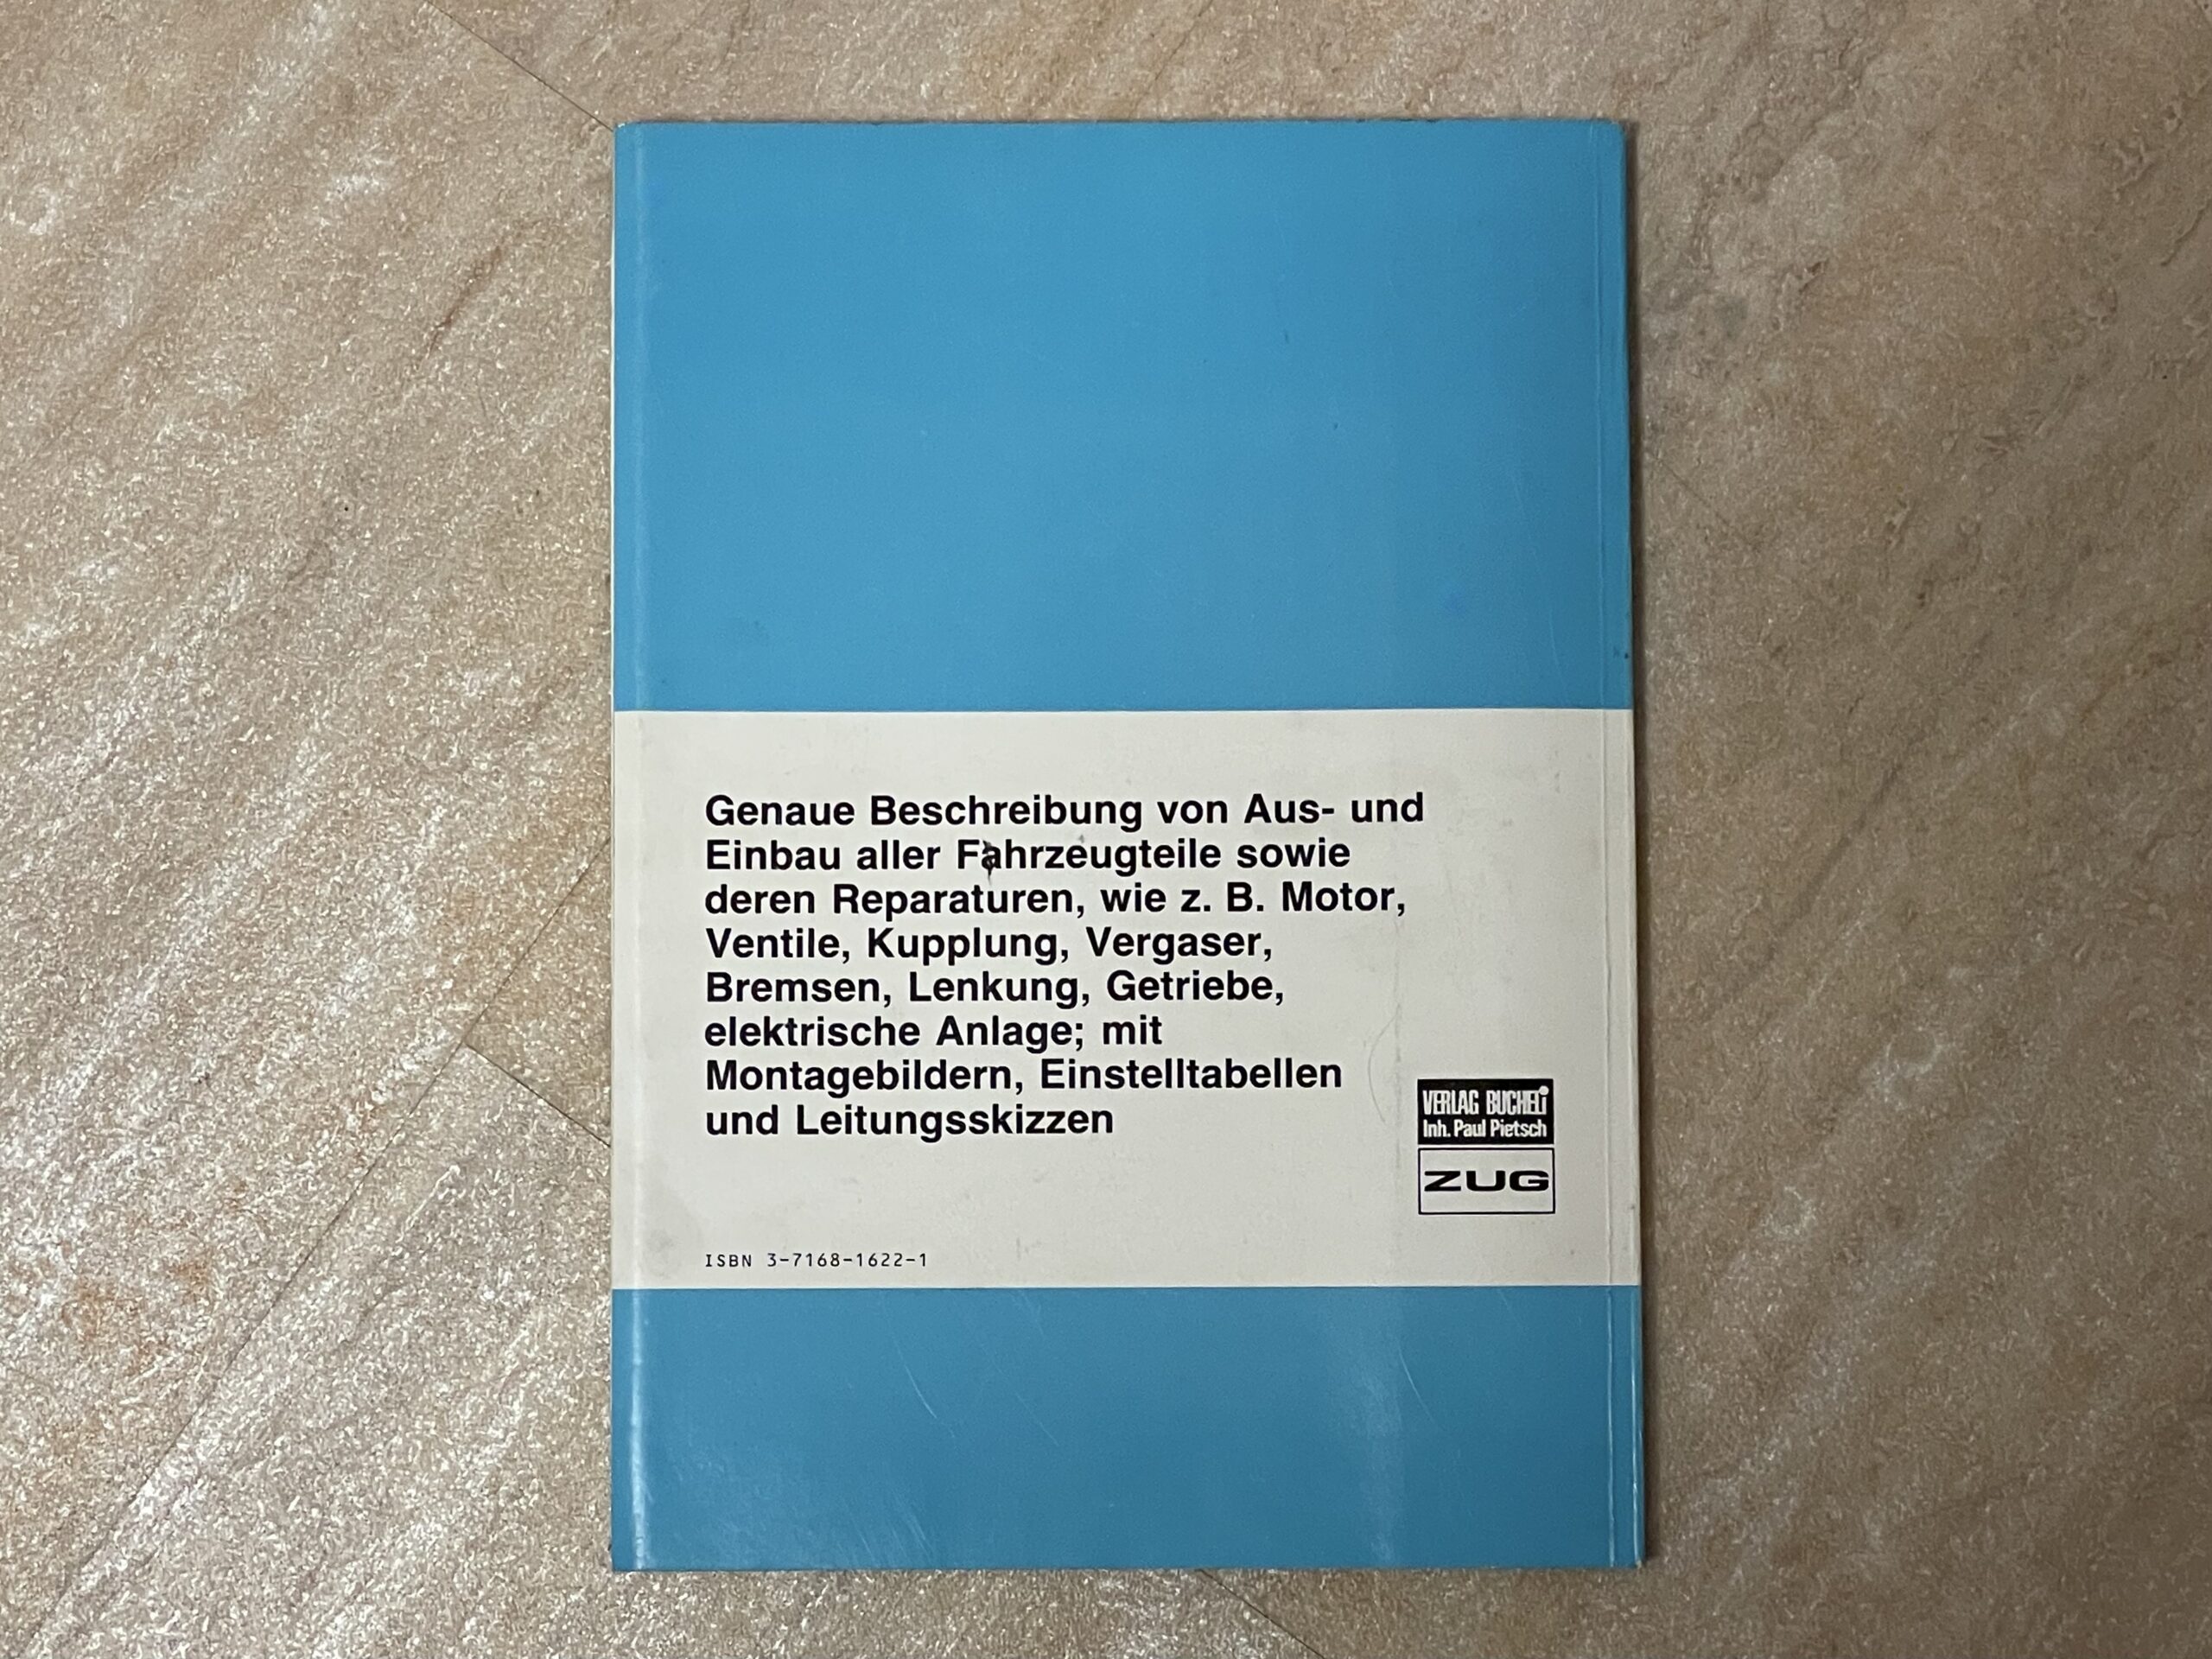 Genaue Beschreibung von Aus- und
Einbau aller Fahrzeugteile sowie
deren Reparaturen, wie z. B. Motor,
Ventile, Kupplung, Vergaser,
Bremsen, Lenkung, Getriebe,
elektrische Anlage; mit
Montagebildern, Einstelltabellen
und Leitungsskizzen
VERLAG BUCHELI
Inh. Paul Pietsch
ZUG
ISBN 3-7168-1622-1